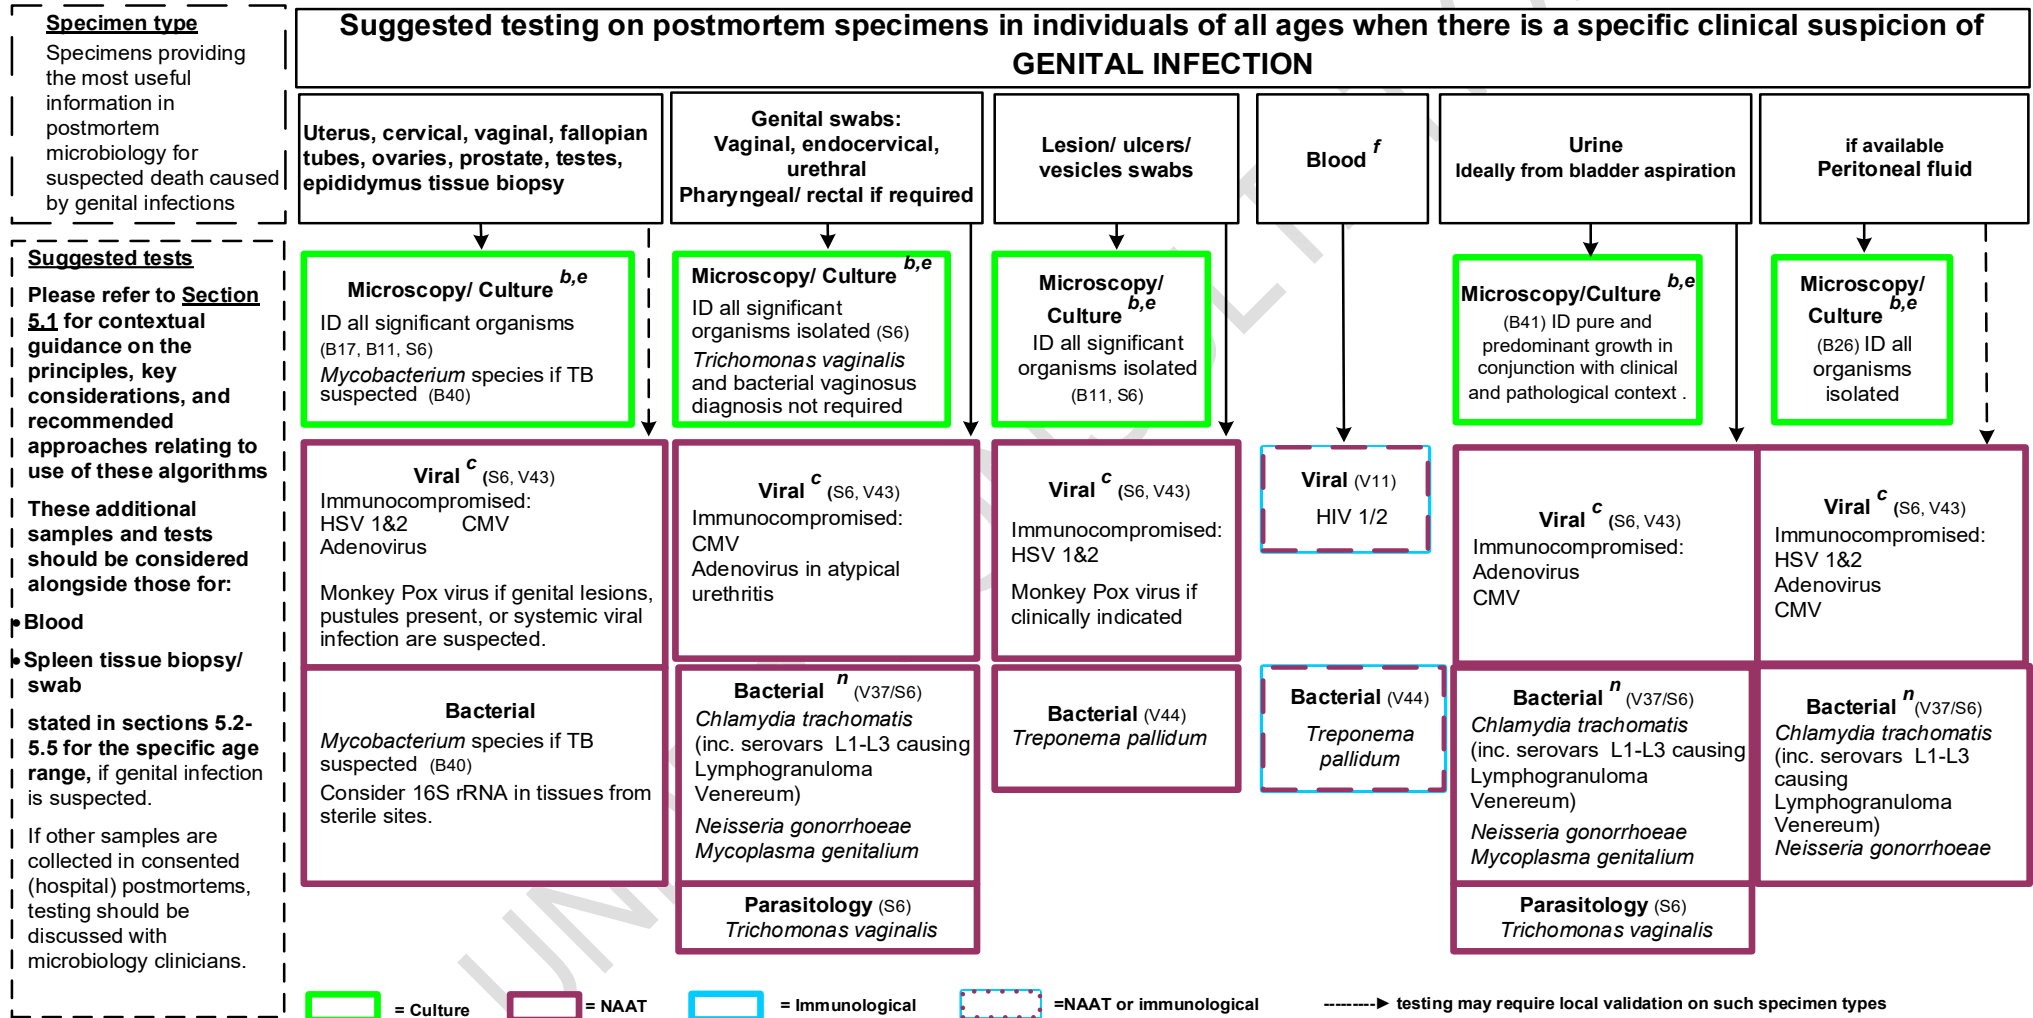 Specimen type
Specimens providing
the most useful
information in
postmortem
microbiology for
suspected death caused
by genital infections
Suggested tests
Please refer to Section
5.1 for contextual
guidance on the
principles, key
considerations, and
recommended
approaches relating to
use of these algorithms
These additional
samples and tests
should be considered
alongside those for:
•Blood
•Spleen tissue biopsy/
swab
stated in sections 5.2-
5.5 for the specific age
range, if genital infection
is suspected.
If other samples are
collected in consented
(hospital) postmortems,
testing should be
discussed with
microbiology clinicians.
Suggested testing on postmortem specimens in individuals of all ages when there is a specific clinical suspicion of
GENITAL INFECTION
Uterus, cervical, vaginal, fallopian
tubes, ovaries, prostate, testes,
epididymus tissue biopsy
Microscopy/ Culture b,e
ID all significant organisms
(B17, B11, S6)
Mycobacterium species if TB
suspected (B40)
Viral c (S6, V43)
Immunocompromised:
HSV 1&2 CMV
Adenovirus
Monkey Pox virus if genital lesions,
pustules present, or systemic viral
infection are suspected.
Bacterial
Mycobacterium species if TB
suspected (B40)
Consider 16S rRNA in tissues from
sterile sites.
Genital swabs:
Vaginal, endocervical,
urethral
Pharyngeal/ rectal if required
Microscopy/ Culture b,e
ID all significant
organisms isolated (S6)
Trichomonas vaginalis
and bacterial vaginosus
diagnosis not required
Viral c (S6, V43)
Immunocompromised:
CMV
Adenovirus in atypical
urethritis
Bacterial n (V37/S6)
Chlamydia trachomatis
(inc. serovars L1-L3 causing
Lymphogranuloma
Venereum)
Neisseria gonorrhoeae
Mycoplasma genitalium
Parasitology (S6)
Trichomonas vaginalis
Lesion/ ulcers/
vesicles swabs
Microscopy/
Culture b,e
ID all significant
organisms isolated
(B11, S6)
Viral c (S6, V43)
Immunocompromised:
HSV 1&2
Monkey Pox virus if
clinically indicated
Bacterial (V44)
Treponema pallidum
Blood f
Viral (V11)
HIV 1/2
Bacterial (V44)
Treponema
pallidum
Urine
Ideally from bladder aspiration
Microscopy/Culture b,e
(B41) ID pure and
predominant growth in
conjunction with clinical
and pathological context .
Viral c (S6, V43)
Immunocompromised:
Adenovirus
CMV
Bacterial n (V37/S6)
Chlamydia trachomatis
(inc. serovars L1-L3 causing
Lymphogranuloma
Venereum)
Neisseria gonorrhoeae
Mycoplasma genitalium
Parasitology (S6)
Trichomonas vaginalis
if available
Peritoneal fluid
Microscopy/
Culture b,e
(B26) ID all
organisms
isolated
Viral c (S6, V43)
Immunocompromised:
HSV 1&2
Adenovirus
CMV
Bacterial n (V37/S6)
Chlamydia trachomatis
(inc. serovars L1-L3
causing
Lymphogranuloma
Venereum)
Neisseria gonorrhoeae
= Culture
= NAAT
= Immunological
=NAAT or immunological
testing may require local validation on such specimen types